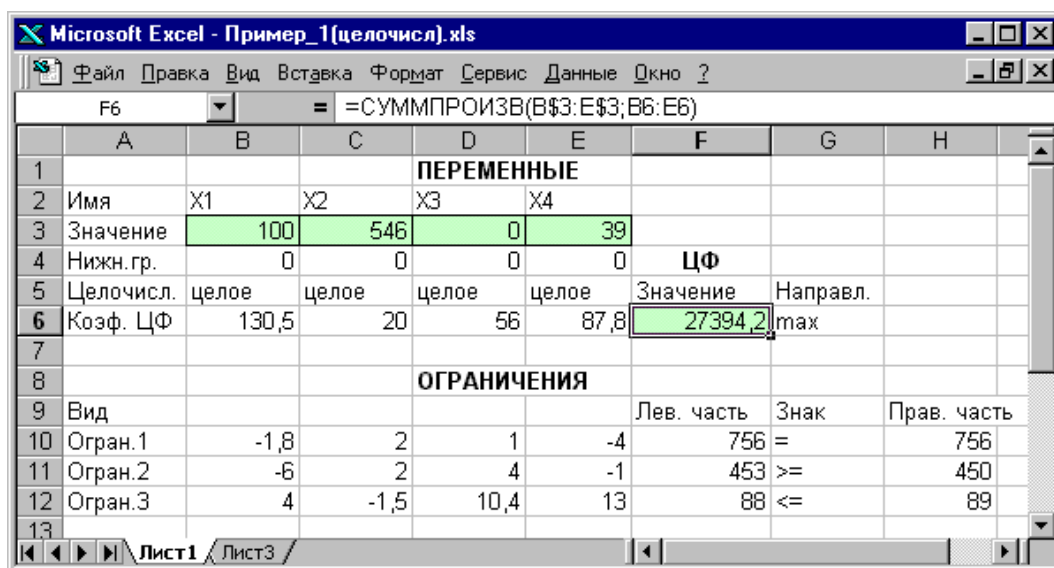 Microsoft Excel - Пример_1(целочисл).xls
Файл Правка Вид Вставка Формат Сервис Данные Окно ?
F6 = =СУММПРОИЗВ(B$3:E$3;B6:E6)
A B C D E F G H
1 ПЕРЕМЕННЫЕ
2 Имя X1 X2 X3 X4
3 Значение 100 546 0 39
4 Нижн.гр. 0 0 0 0 ЦФ
5 Целочисл. целое целое целое целое Значение Направл.
6 Коэф. ЦФ 130,5 20 56 87,8 27394,2 max
7
8 ОГРАНИЧЕНИЯ
9 Вид Лев. часть Знак Прав. часть
10 Огран.1 -1,8 2 1 -4 756 = 756
11 Огран.2 -6 2 4 -1 453 >= 450
12 Огран.3 4 -1,5 10,4 13 88 <= 89
13
Лист1 Лист3